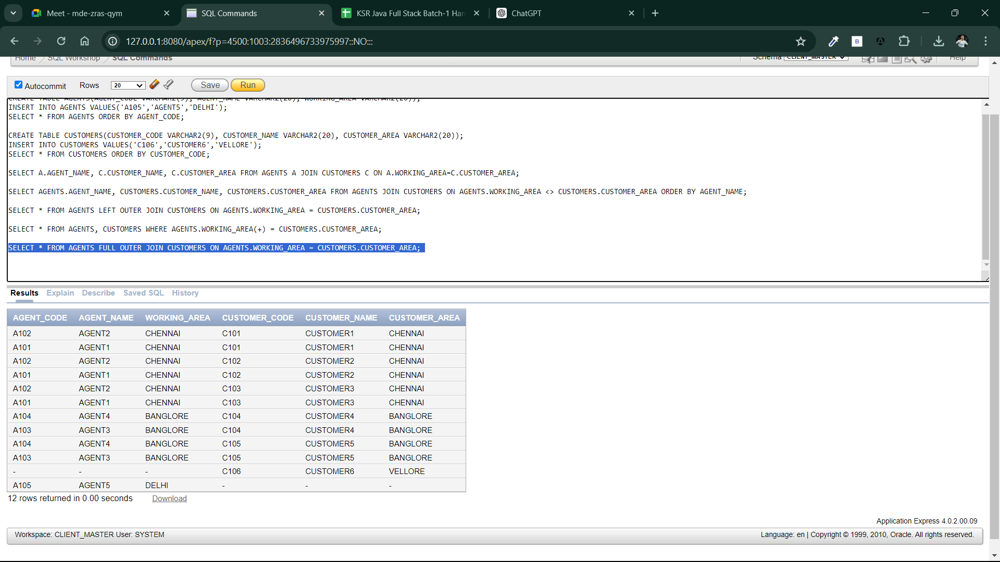 Meet - mde-zras-qym
SQL Commands
KSR Java Full Stack Batch-1 Han
ChatGPT
127.0.0.1:8080/apex/f?p=4500:1003:2836496733975997::NO:::
B
Home SQL Workshop SQL Commands
Schema CLIENT_MASTER
Help
Autocommit Rows 20 Save Run
CREATE TABLE AGENTS(AGENT_CODE VARCHAR2(9), AGENT_NAME VARCHAR2(20), WORKING_AREA VARCHAR2(20));
INSERT INTO AGENTS VALUES('A105','AGENT5','DELHI');
SELECT * FROM AGENTS ORDER BY AGENT_CODE;
CREATE TABLE CUSTOMERS(CUSTOMER_CODE VARCHAR2(9), CUSTOMER_NAME VARCHAR2(20), CUSTOMER_AREA VARCHAR2(20));
INSERT INTO CUSTOMERS VALUES('C106','CUSTOMER6','VELLORE');
SELECT * FROM CUSTOMERS ORDER BY CUSTOMER_CODE;
SELECT A.AGENT_NAME, C.CUSTOMER_NAME, C.CUSTOMER_AREA FROM AGENTS A JOIN CUSTOMERS C ON A.WORKING_AREA=C.CUSTOMER_AREA;
SELECT AGENTS.AGENT_NAME, CUSTOMERS.CUSTOMER_NAME, CUSTOMERS.CUSTOMER_AREA FROM AGENTS JOIN CUSTOMERS ON AGENTS.WORKING_AREA <> CUSTOMERS.CUSTOMER_AREA ORDER BY AGENT_NAME;
SELECT * FROM AGENTS LEFT OUTER JOIN CUSTOMERS ON AGENTS.WORKING_AREA = CUSTOMERS.CUSTOMER_AREA;
SELECT * FROM AGENTS, CUSTOMERS WHERE AGENTS.WORKING_AREA(+) = CUSTOMERS.CUSTOMER_AREA;
SELECT * FROM AGENTS FULL OUTER JOIN CUSTOMERS ON AGENTS.WORKING_AREA = CUSTOMERS.CUSTOMER_AREA;
Results Explain Describe Saved SQL History
AGENT_CODE AGENT_NAME WORKING_AREA CUSTOMER_CODE CUSTOMER_NAME CUSTOMER_AREA
A102 AGENT2 CHENNAI C101 CUSTOMER1 CHENNAI
A101 AGENT1 CHENNAI C101 CUSTOMER1 CHENNAI
A102 AGENT2 CHENNAI C102 CUSTOMER2 CHENNAI
A101 AGENT1 CHENNAI C102 CUSTOMER2 CHENNAI
A102 AGENT2 CHENNAI C103 CUSTOMER3 CHENNAI
A101 AGENT1 CHENNAI C103 CUSTOMER3 CHENNAI
A104 AGENT4 BANGLORE C104 CUSTOMER4 BANGLORE
A103 AGENT3 BANGLORE C104 CUSTOMER4 BANGLORE
A104 AGENT4 BANGLORE C105 CUSTOMER5 BANGLORE
A103 AGENT3 BANGLORE C105 CUSTOMER5 BANGLORE
- - - C106 CUSTOMER6 VELLORE
A105 AGENT5 DELHI - - -
12 rows returned in 0.00 seconds Download
Application Express 4.0.2.00.09
Workspace: CLIENT_MASTER User: SYSTEM
Language: en | Copyright © 1999, 2010, Oracle. All rights reserved.